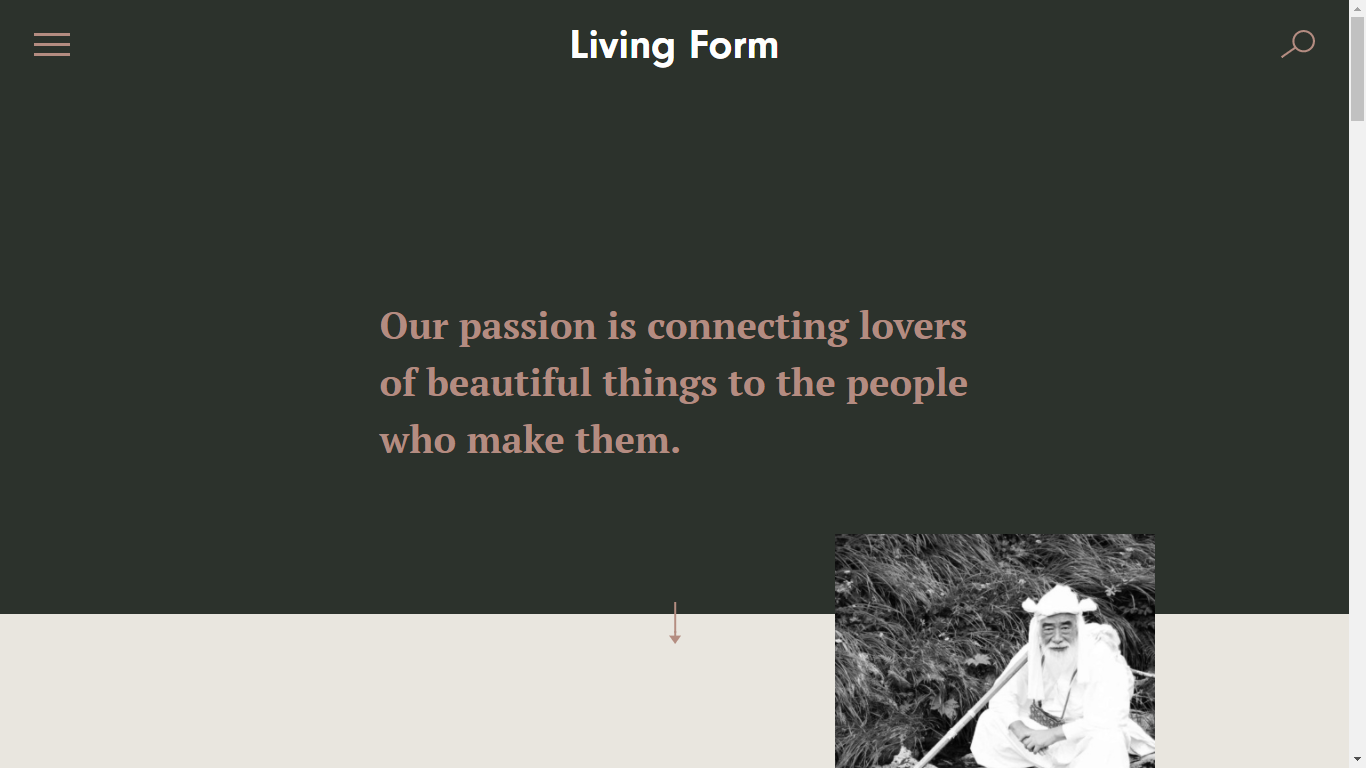 Living Form
Our passion is connecting lovers
of beautiful things to the people
who make them.